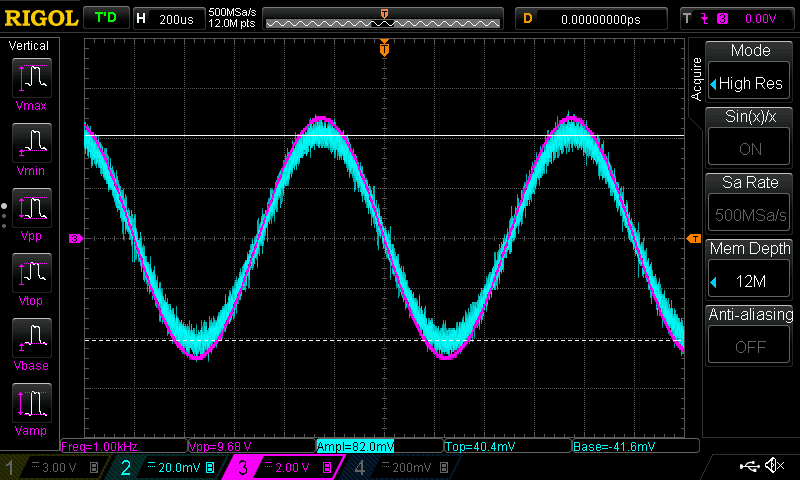 RIGOL T'D H 200us 500MSa/s 12.0M pts T D 0.00000000ps T 3 0.00V
Vertical
Vmax
Vmin
Vpp
Vtop
Vbase
Vamp
T
3
T
Acquire
Mode
High Res
Sin(x)/x
ON
Sa Rate
500MSa/s
Mem Depth
12M
Anti-aliasing
OFF
Freq=1.00kHz Vpp=9.68 V Ampl=82.0mV Top=40.4mV Base=-41.6mV
1 3.00 V B 2 20.0mV B 3 2.00 V B 4 200mV B